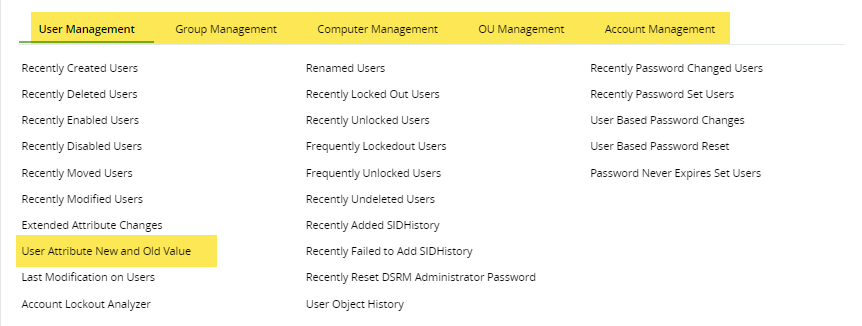 User Management Group Management Computer Management OU Management Account Management
Recently Created Users
Recently Deleted Users
Recently Enabled Users
Recently Disabled Users
Recently Moved Users
Recently Modified Users
Extended Attribute Changes
User Attribute New and Old Value
Last Modification on Users
Account Lockout Analyzer
Renamed Users
Recently Locked Out Users
Recently Unlocked Users
Frequently Lockedout Users
Frequently Unlocked Users
Recently Undeleted Users
Recently Added SIDHistory
Recently Failed to Add SIDHistory
Recently Reset DSRM Administrator Password
User Object History
Recently Password Changed Users
Recently Password Set Users
User Based Password Changes
User Based Password Reset
Password Never Expires Set Users